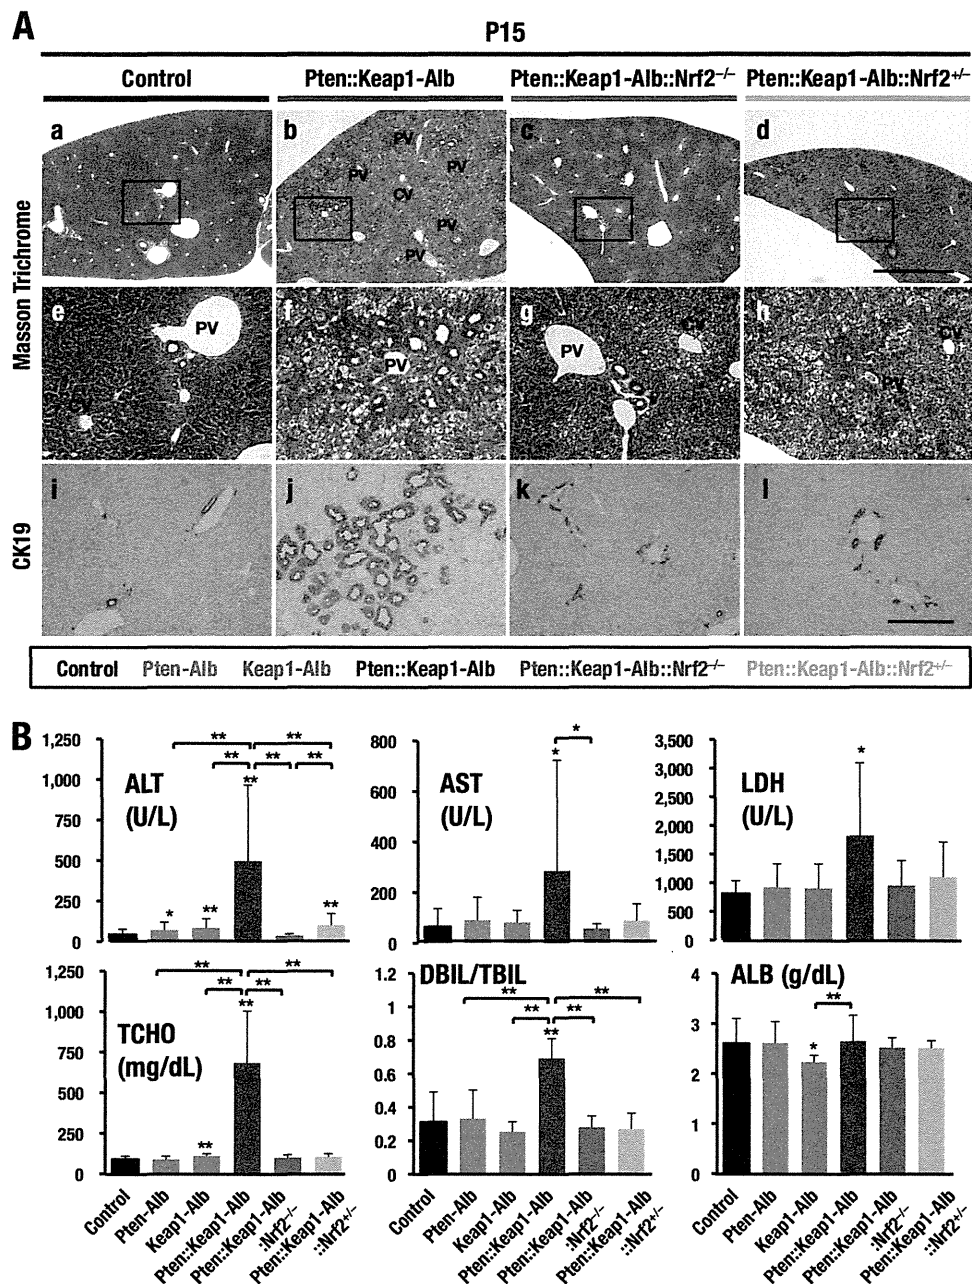 A
P15
Control Pten::Keap1-Alb Pten::Keap1-Alb::Nrf2−/− Pten::Keap1-Alb::Nrf2+/−
Masson Trichrome
a b c d
PV PV PV CV PV PV
e f g h
PV PV PV CV CV PV
CK19
i j k l
Control Pten-Alb Keap1-Alb Pten::Keap1-Alb Pten::Keap1-Alb::Nrf2−/− Pten::Keap1-Alb::Nrf2+/−
B
ALT
(U/L)
1,250
1,000
750
500
250
0
* ** ** ** ** ** ** ** **
AST
(U/L)
800
600
400
200
0
* *
LDH
(U/L)
3,500
3,000
2,500
2,000
1,500
1,000
500
0
*
TCHO
(mg/dL)
1,250
1,000
750
500
250
0
** ** ** ** ** **
DBIL/TBIL
1.2
1.0
0.8
0.6
0.4
0.2
0
** ** ** ** **
ALB (g/dL)
4
3
2
1
0
* **
Control
Pten-Alb
Keap1-Alb
Pten::Keap1-Alb
Pten::Keap1-Alb
:Nrf2−/−
Pten::Keap1-Alb
::Nrf2+/−
Control
Pten-Alb
Keap1-Alb
Pten::Keap1-Alb
Pten::Keap1-Alb
:Nrf2−/−
Pten::Keap1-Alb
::Nrf2+/−
Control
Pten-Alb
Keap1-Alb
Pten::Keap1-Alb
Pten::Keap1-Alb
:Nrf2−/−
Pten::Keap1-Alb
::Nrf2+/−